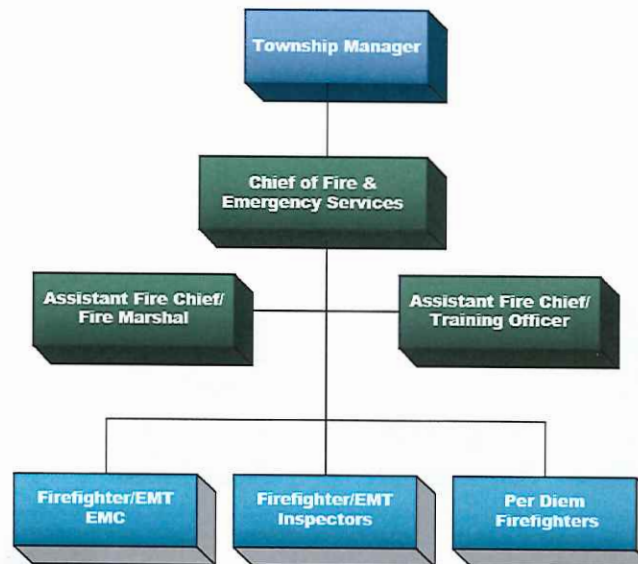 Township Manager
Chief of Fire &
Emergency Services
Assistant Fire Chief/
Fire Marshal
Assistant Fire Chief/
Training Officer
Firefighter/EMT
EMC
Firefighter/EMT
Inspectors
Per Diem
Firefighters